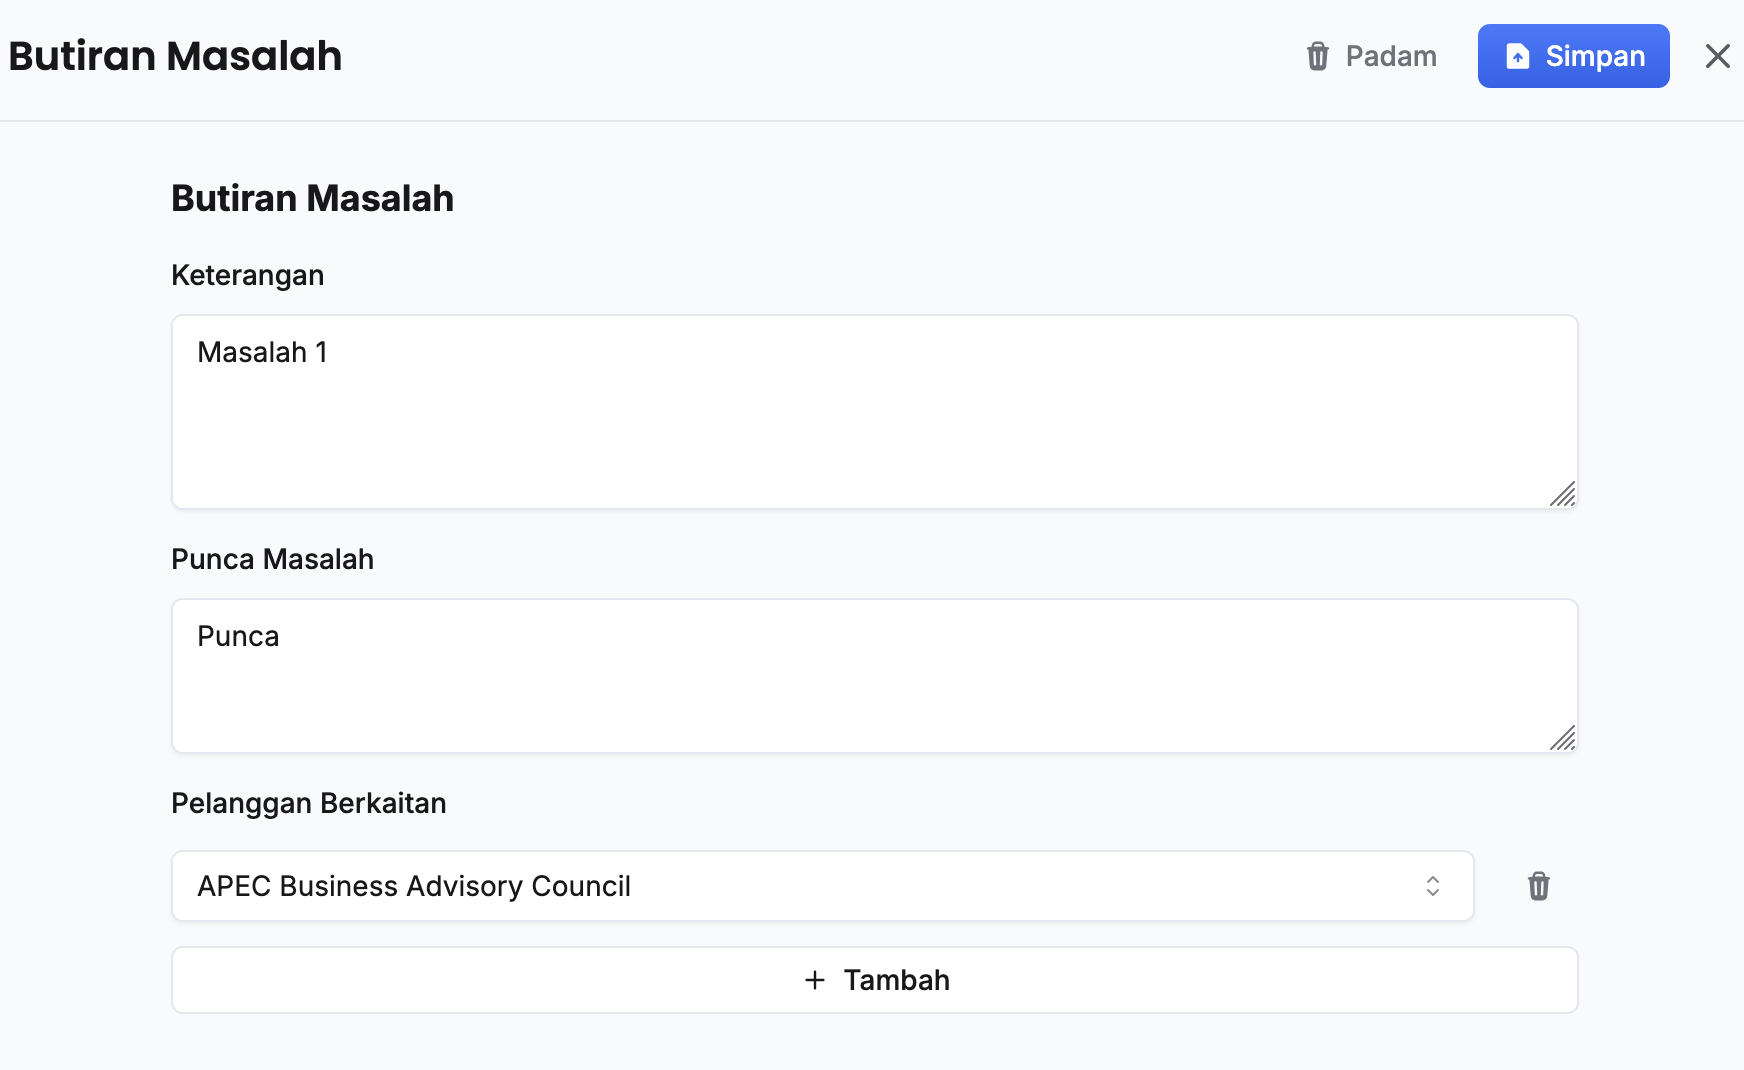 Butiran Masalah
Padam
Simpan
Butiran Masalah
Keterangan
Masalah 1
Punca Masalah
Punca
Pelanggan Berkaitan
APEC Business Advisory Council
+ Tambah